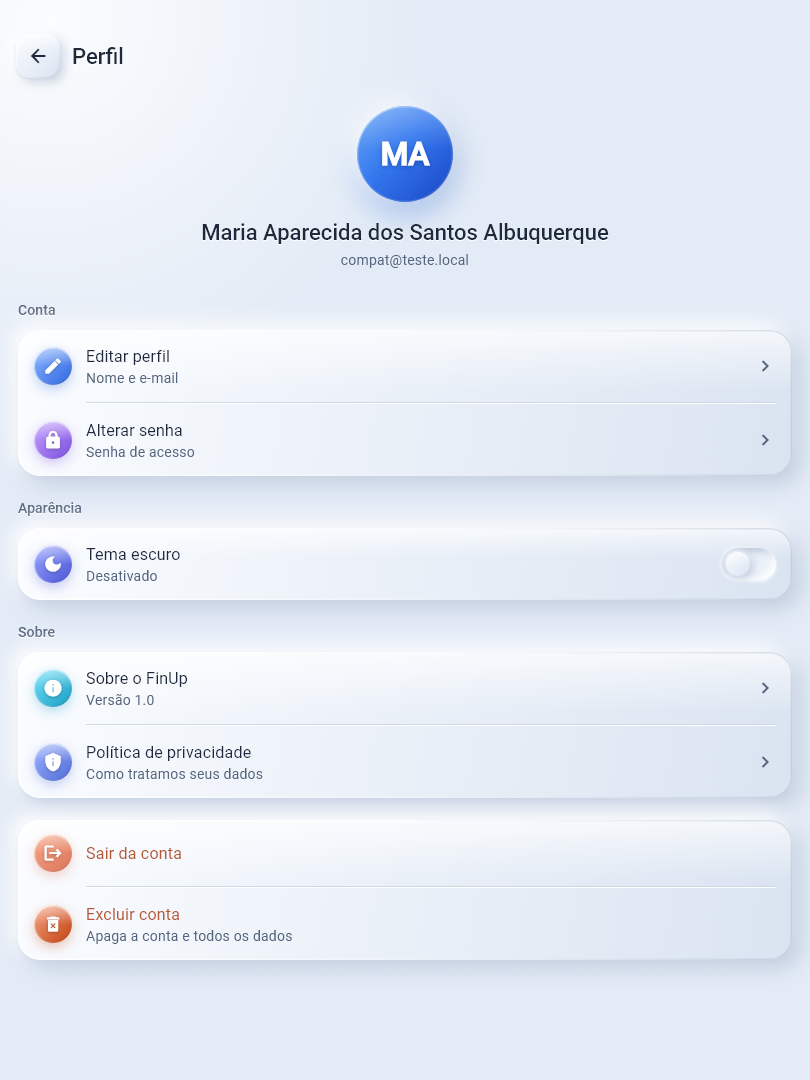 Perfil
MA
Maria Aparecida dos Santos Albuquerque
compat@teste.local
Conta
Editar perfil
Nome e e-mail
Alterar senha
Senha de acesso
Aparência
Tema escuro
Desativado
Sobre
Sobre o FinUp
Versão 1.0
Política de privacidade
Como tratamos seus dados
Sair da conta
Excluir conta
Apaga a conta e todos os dados